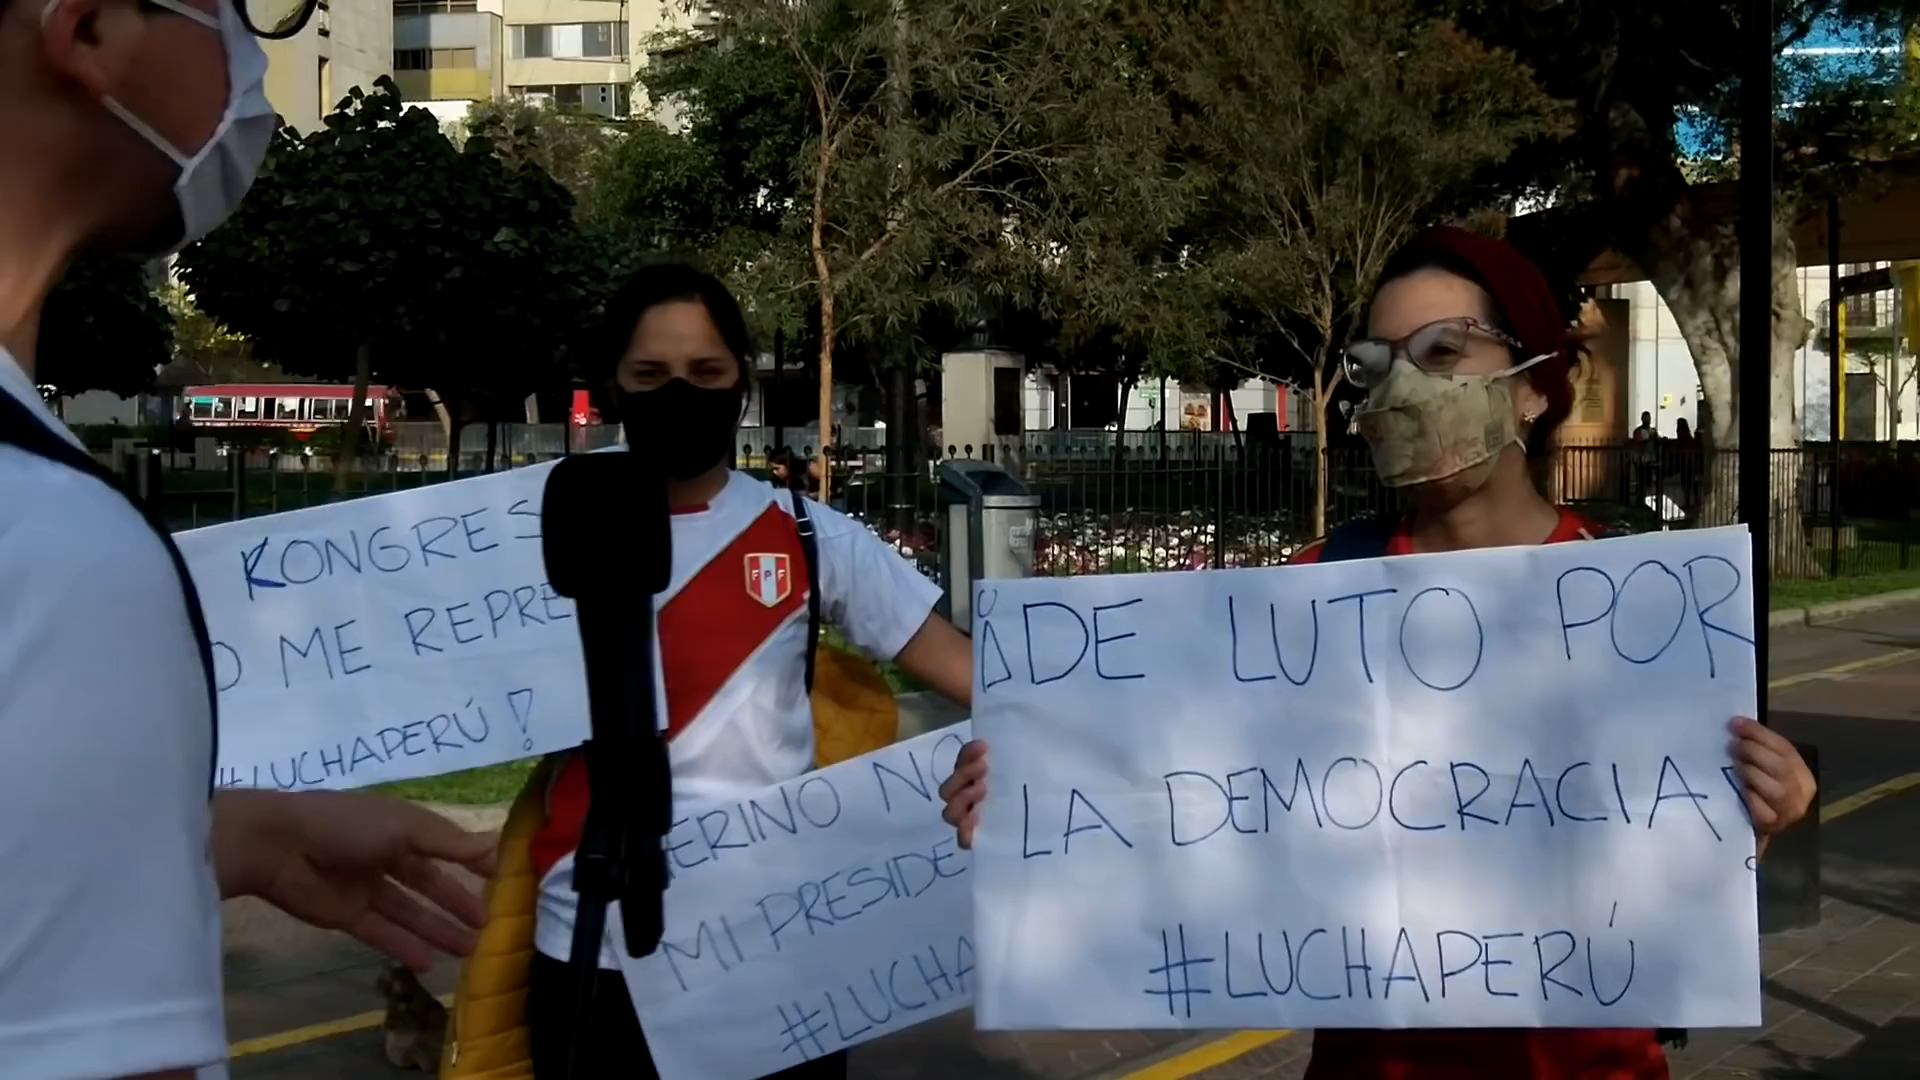 KONGRES
O ME REPRE
#LUCHAPERÚ!
FPF
ERINO NO
MI PRESIDE
#LUCHA
¡DE LUTO POR
LA DEMOCRACIA!
#LUCHAPERÚ